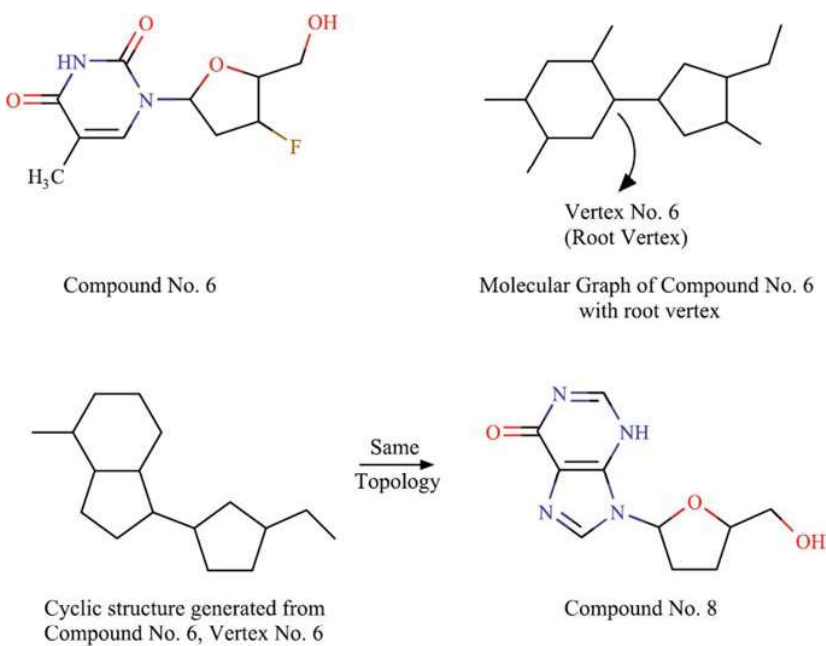 O
OH
HN
O
O
N
F
H₃C
Vertex No. 6
(Root Vertex)
Compound No. 6
Molecular Graph of Compound No. 6
with root vertex
N
O
NH
Same
Topology
N
N
O
OH
Cyclic structure generated from
Compound No. 6, Vertex No. 6
Compound No. 8